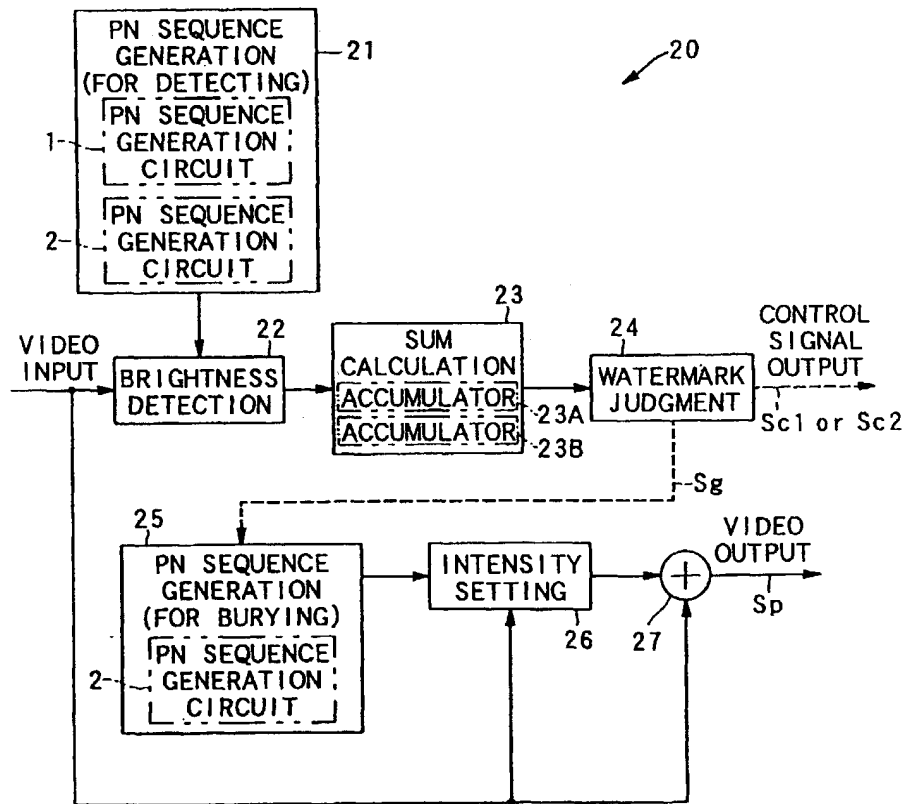 PN SEQUENCE
GENERATION
(FOR DETECTING)
21
20
PN SEQUENCE
GENERATION
CIRCUIT
1
PN SEQUENCE
GENERATION
CIRCUIT
2
VIDEO
INPUT
22
BRIGHTNESS
DETECTION
23
SUM
CALCULATION
ACCUMULATOR
23A
ACCUMULATOR
23B
24
WATERMARK
JUDGMENT
CONTROL
SIGNAL
OUTPUT
Sc1 or Sc2
Sg
25
PN SEQUENCE
GENERATION
(FOR BURYING)
PN SEQUENCE
GENERATION
CIRCUIT
2
INTENSITY
SETTING
26
+
27
VIDEO
OUTPUT
Sp